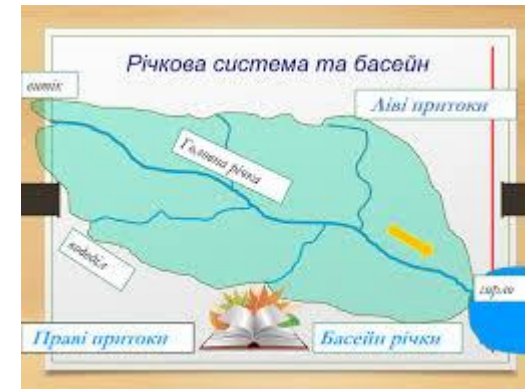 Річкова система та басейн
витік
Ліві притоки
Головна річка
вододіл
гирло
Праві притоки
Басейн річки